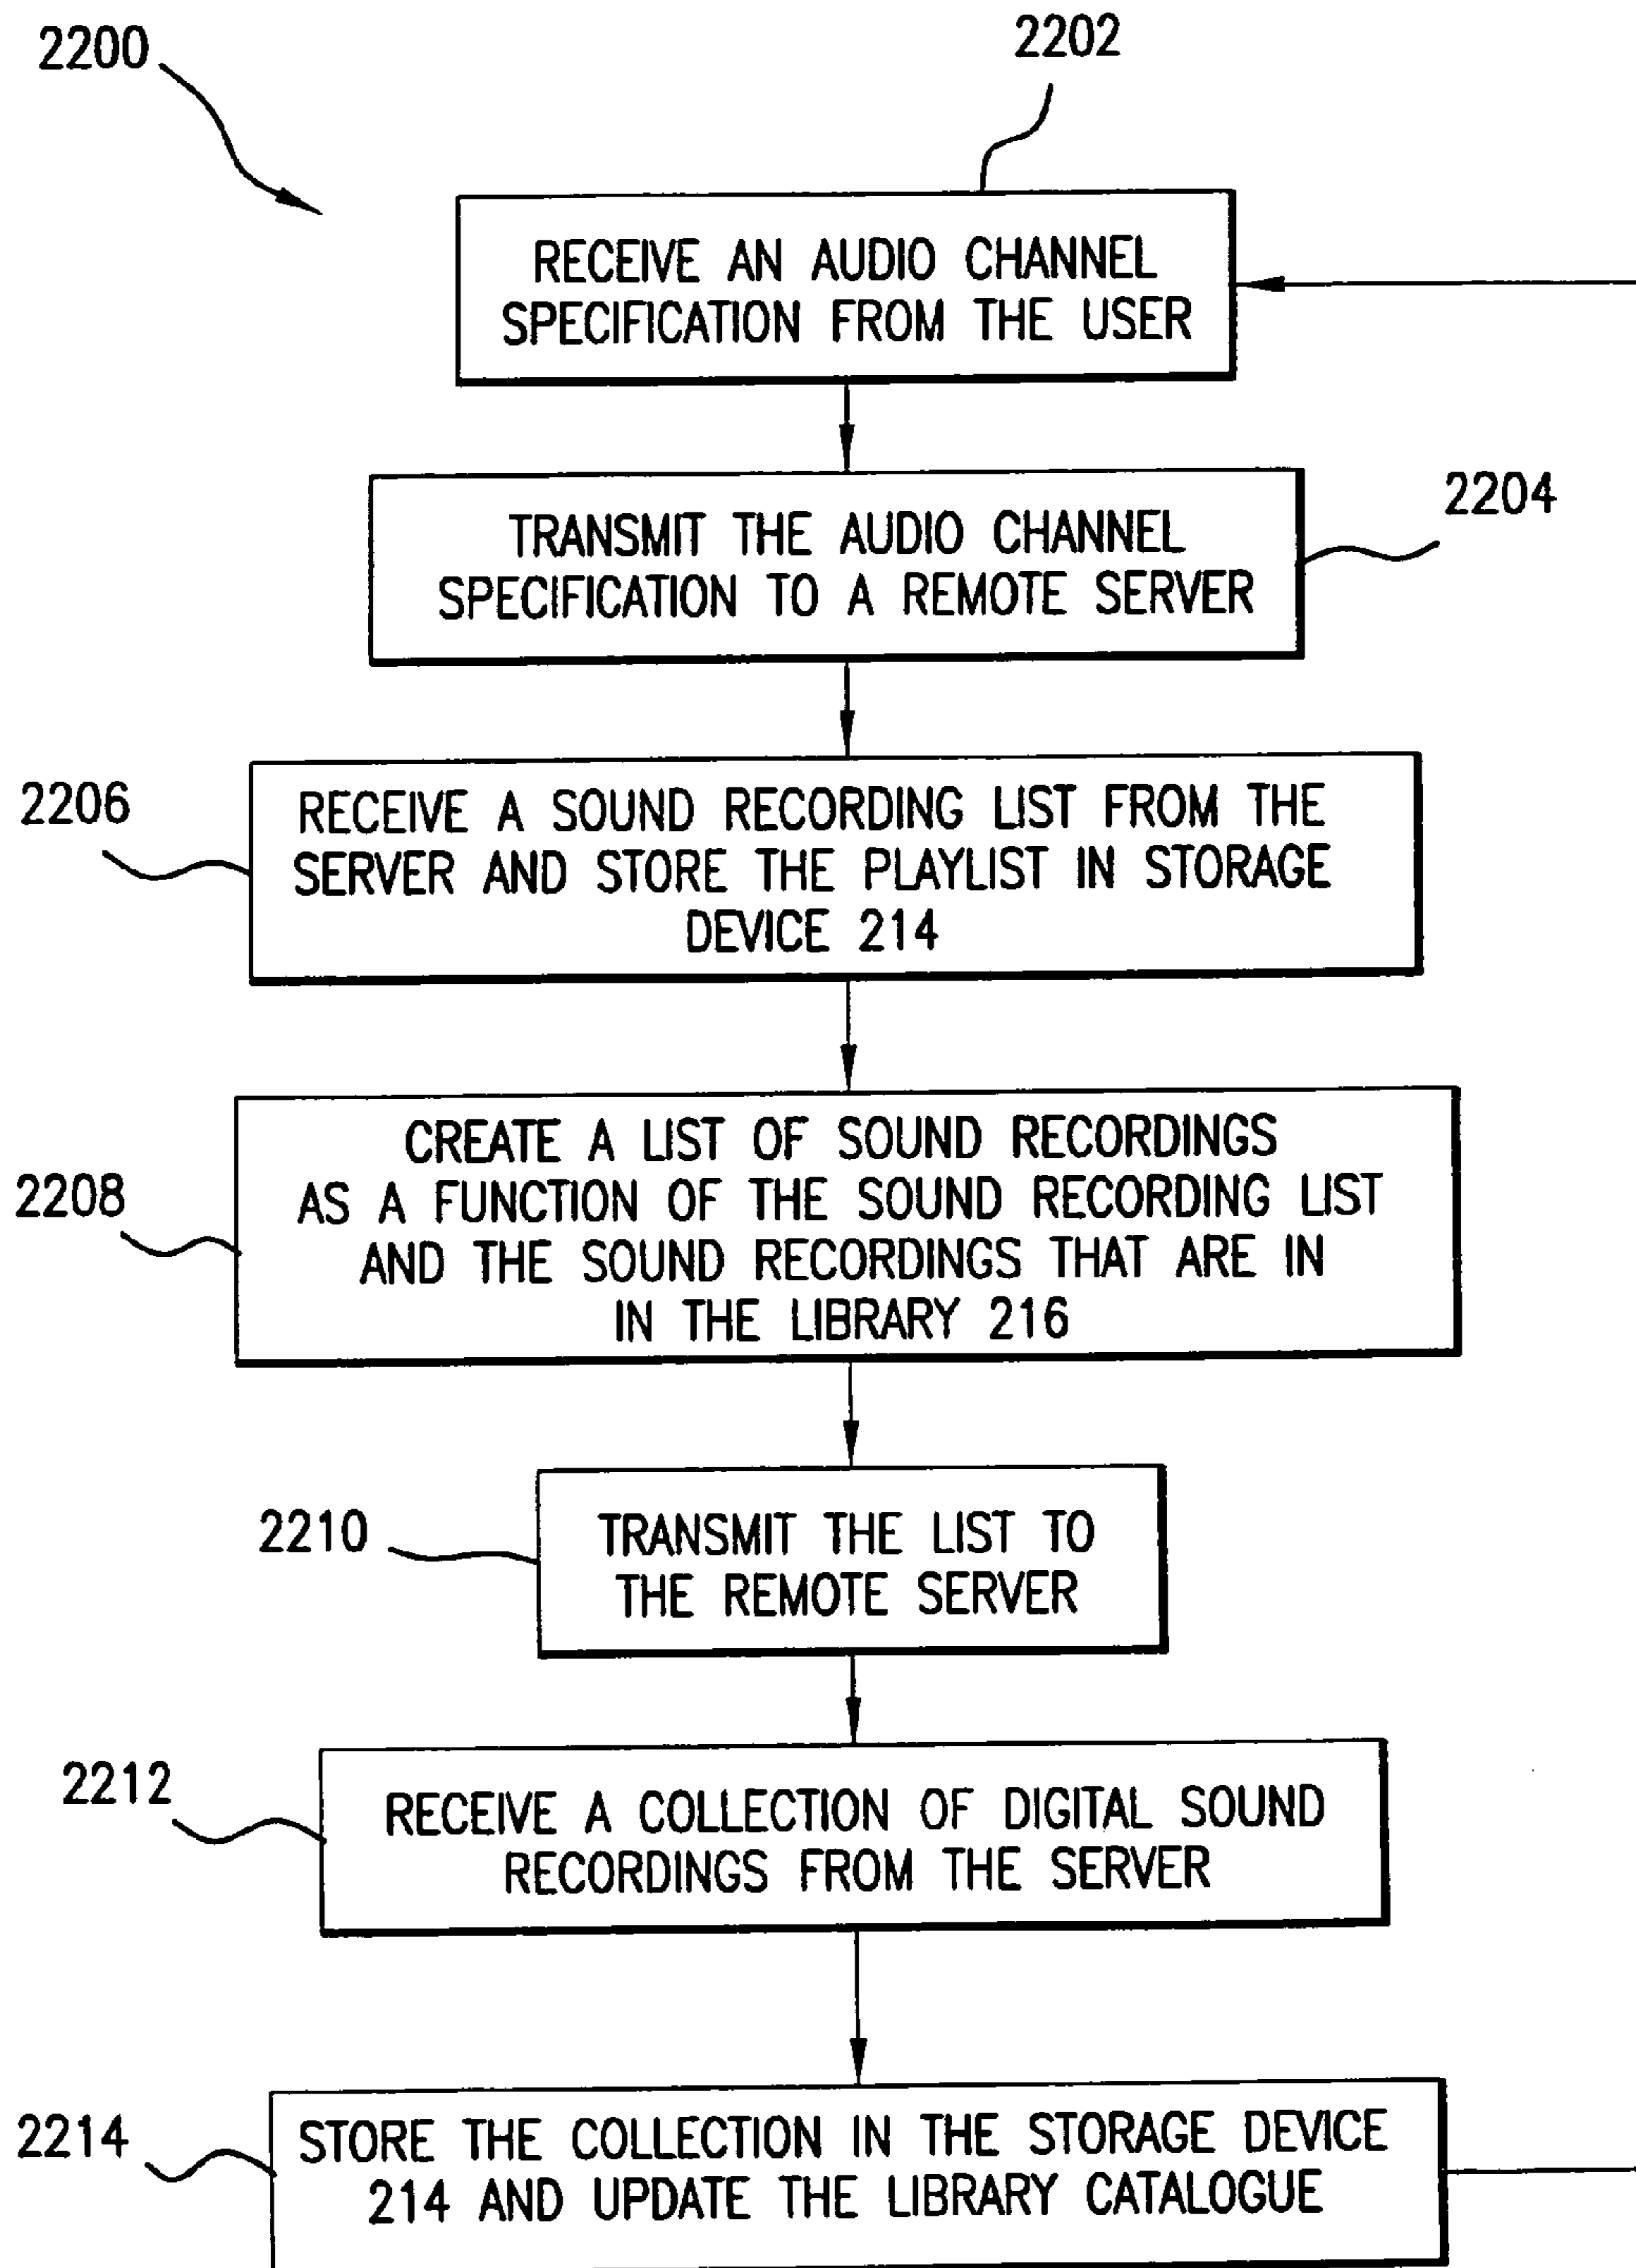 2200
2202
RECEIVE AN AUDIO CHANNEL
SPECIFICATION FROM THE USER
TRANSMIT THE AUDIO CHANNEL
SPECIFICATION TO A REMOTE SERVER
2204
2206
RECEIVE A SOUND RECORDING LIST FROM THE
SERVER AND STORE THE PLAYLIST IN STORAGE
DEVICE 214
2208
CREATE A LIST OF SOUND RECORDINGS
AS A FUNCTION OF THE SOUND RECORDING LIST
AND THE SOUND RECORDINGS THAT ARE IN
IN THE LIBRARY 216
2210
TRANSMIT THE LIST TO
THE REMOTE SERVER
2212
RECEIVE A COLLECTION OF DIGITAL SOUND
RECORDINGS FROM THE SERVER
2214
STORE THE COLLECTION IN THE STORAGE DEVICE
214 AND UPDATE THE LIBRARY CATALOGUE